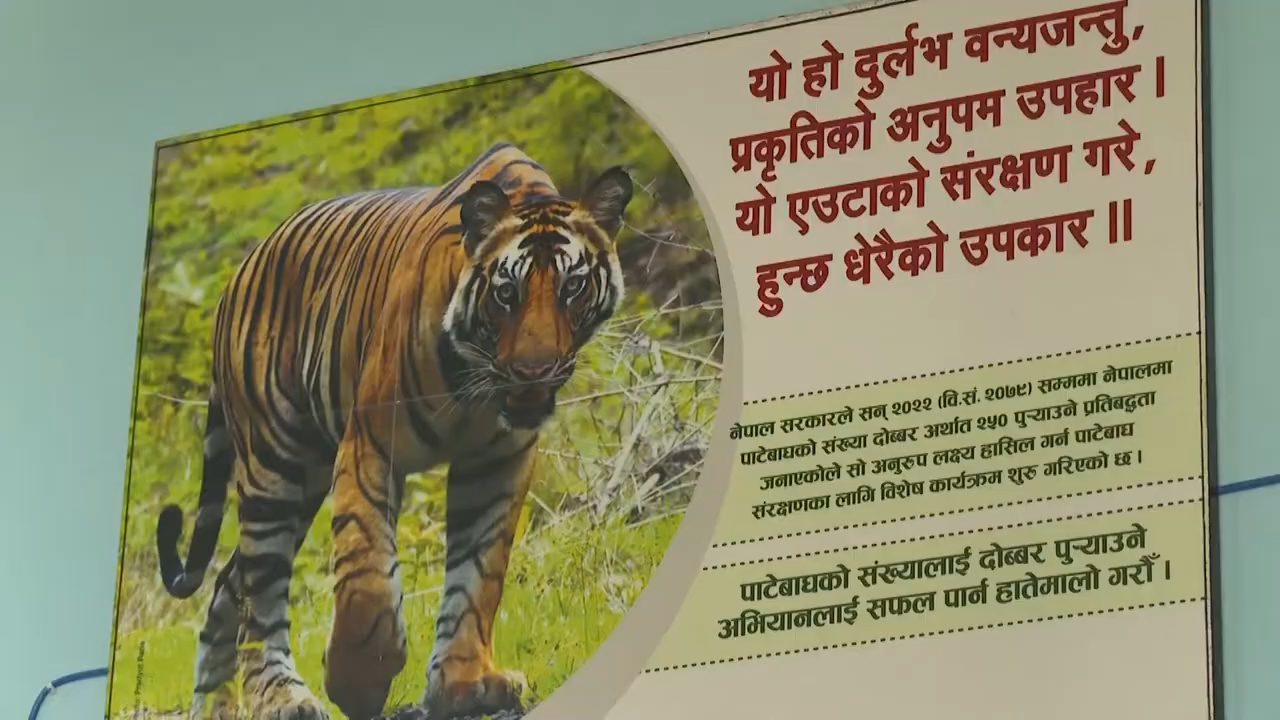 यो हो दुर्लभ वन्यजन्तु,
प्रकृतिको अनुपम उपहार ।
यो एउटाको संरक्षण गरे,
हुन्छ धेरैको उपकार ॥
नेपाल सरकारले सन् २०२२ (वि.सं. २०७९) सम्ममा नेपालमा
पाटेबाघको संख्या दोब्बर अर्थात २५० पुऱ्याउने प्रतिबद्धता
जनाएकोले सो अनुरुप लक्ष्य हासिल गर्न पाटेबाघ
संरक्षणका लागि विशेष कार्यक्रम शुरु गरिएको छ ।
पाटेबाघको संख्यालाई दोब्बर पुऱ्याउने
अभियानलाई सफल पार्न हातेमालो गरौँ ।